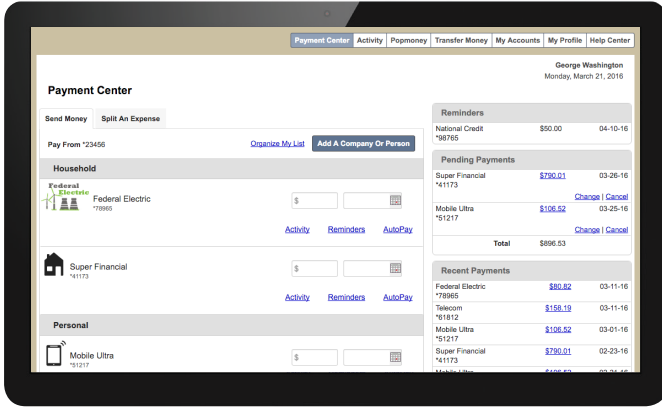 Payment Center Activity Popmoney Transfer Money My Accounts My Profile Help Center
George Washington
Monday, March 21, 2016
Payment Center
Send Money Split An Expense
Pay From *23456 Organize My List Add A Company Or Person
Household
Federal
Electric
Federal Electric
*78965
$
Activity Reminders AutoPay
Super Financial
*41173
$
Activity Reminders AutoPay
Personal
Mobile Ultra
*51217
$
Reminders
National Credit $50.00 04-10-16
*98765
Pending Payments
Super Financial $790.01 03-26-16
*41173
Change | Cancel
Mobile Ultra $106.52 03-25-16
*51217
Change | Cancel
Total $896.53
Recent Payments
Federal Electric $80.82 03-11-16
*78965
Telecom $158.19 03-11-16
*61812
Mobile Ultra $106.52 03-01-16
*51217
Super Financial $790.01 02-23-16
*41173